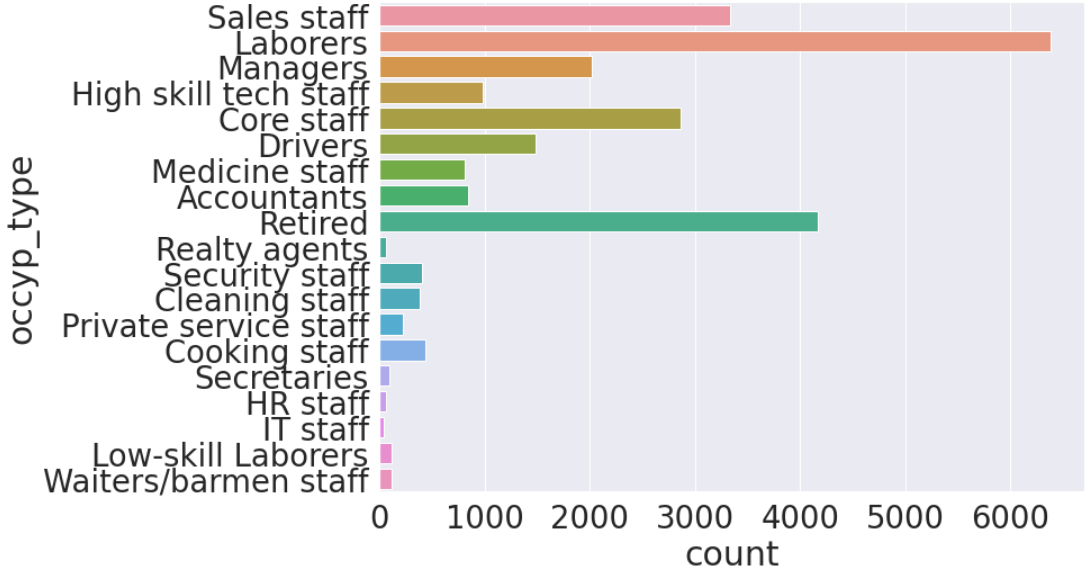 Sales staff
Laborers
Managers
High skill tech staff
Core staff
Drivers
Medicine staff
Accountants
Retired
Realty agents
Security staff
Cleaning staff
Private service staff
Cooking staff
Secretaries
HR staff
IT staff
Low-skill Laborers
Waiters/barmen staff
occyp_type
0 1000 2000 3000 4000 5000 6000
count